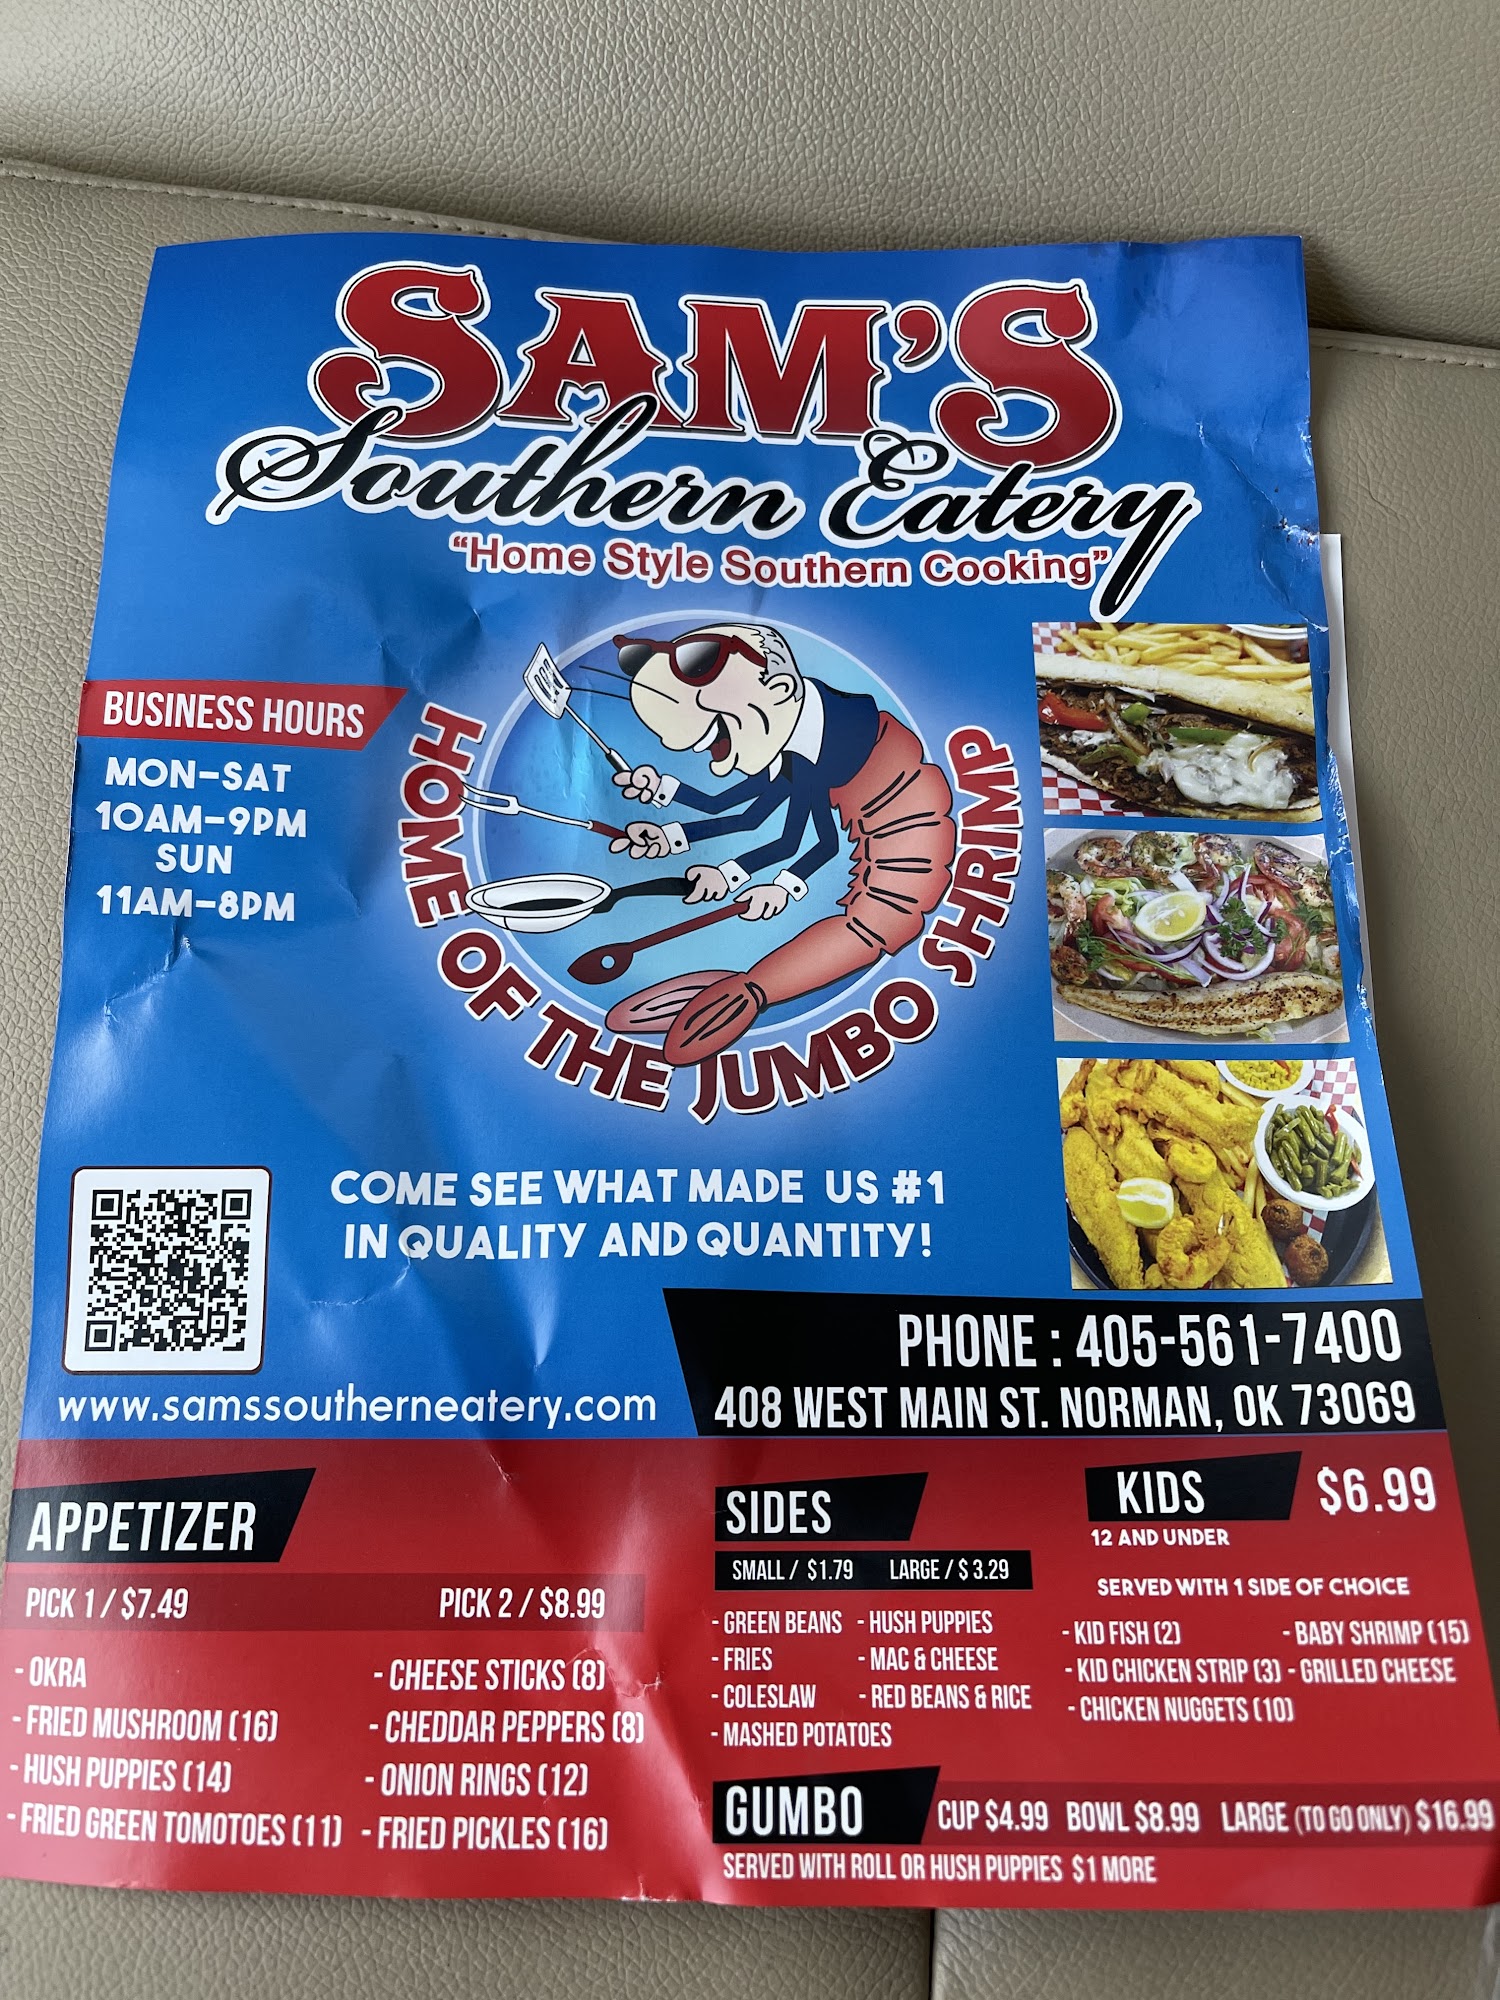 SAM'S
Southern Eatery
"Home Style Southern Cooking"
BUSINESS HOURS
MON-SAT
10AM-9PM
SUN
11AM-8PM
HOME OF THE JUMBO SHRIMP
COME SEE WHAT MADE US #1
IN QUALITY AND QUANTITY!
www.samssoutherneatery.com
PHONE : 405-561-7400
408 WEST MAIN ST. NORMAN, OK 73069
APPETIZER
PICK 1 / $7.49 PICK 2 / $8.99
- OKRA
- FRIED MUSHROOM (16)
- HUSH PUPPIES (14)
- FRIED GREEN TOMOTOES (11)
- CHEESE STICKS (8)
- CHEDDAR PEPPERS (8)
- ONION RINGS (12)
- FRIED PICKLES (16)
SIDES
SMALL / $1.79 LARGE / $ 3.29
- GREEN BEANS
- FRIES
- COLESLAW
- MASHED POTATOES
- HUSH PUPPIES
- MAC & CHEESE
- RED BEANS & RICE
KIDS $6.99
12 AND UNDER
SERVED WITH 1 SIDE OF CHOICE
- KID FISH (2)
- KID CHICKEN STRIP (3)
- CHICKEN NUGGETS (10)
- BABY SHRIMP (15)
- GRILLED CHEESE
GUMBO CUP $4.99 BOWL $8.99 LARGE (TO GO ONLY) $16.99
SERVED WITH ROLL OR HUSH PUPPIES $1 MORE